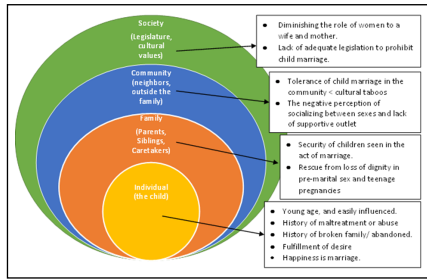 Society
(Legislature,
cultural
values)
Community
(neighbors,
outside the
family)
Family
(Parents,
Siblings,
Caretakers)
Individual
(the child)
• Diminishing the role of women to a
wife and mother.
• Lack of adequate legislation to prohibit
child marriage.
• Tolerance of child marriage in the
community < cultural taboos
• The negative perception of
socializing between sexes and lack
of supportive outlet
• Security of children seen in the
act of marriage.
• Rescue from loss of dignity in
pre-marital sex and teenage
pregnancies
• Young age, and easily influenced.
• History of maltreatment or abuse
• History of broken family/ abandoned.
• Fulfillment of desire
• Happiness is marriage.